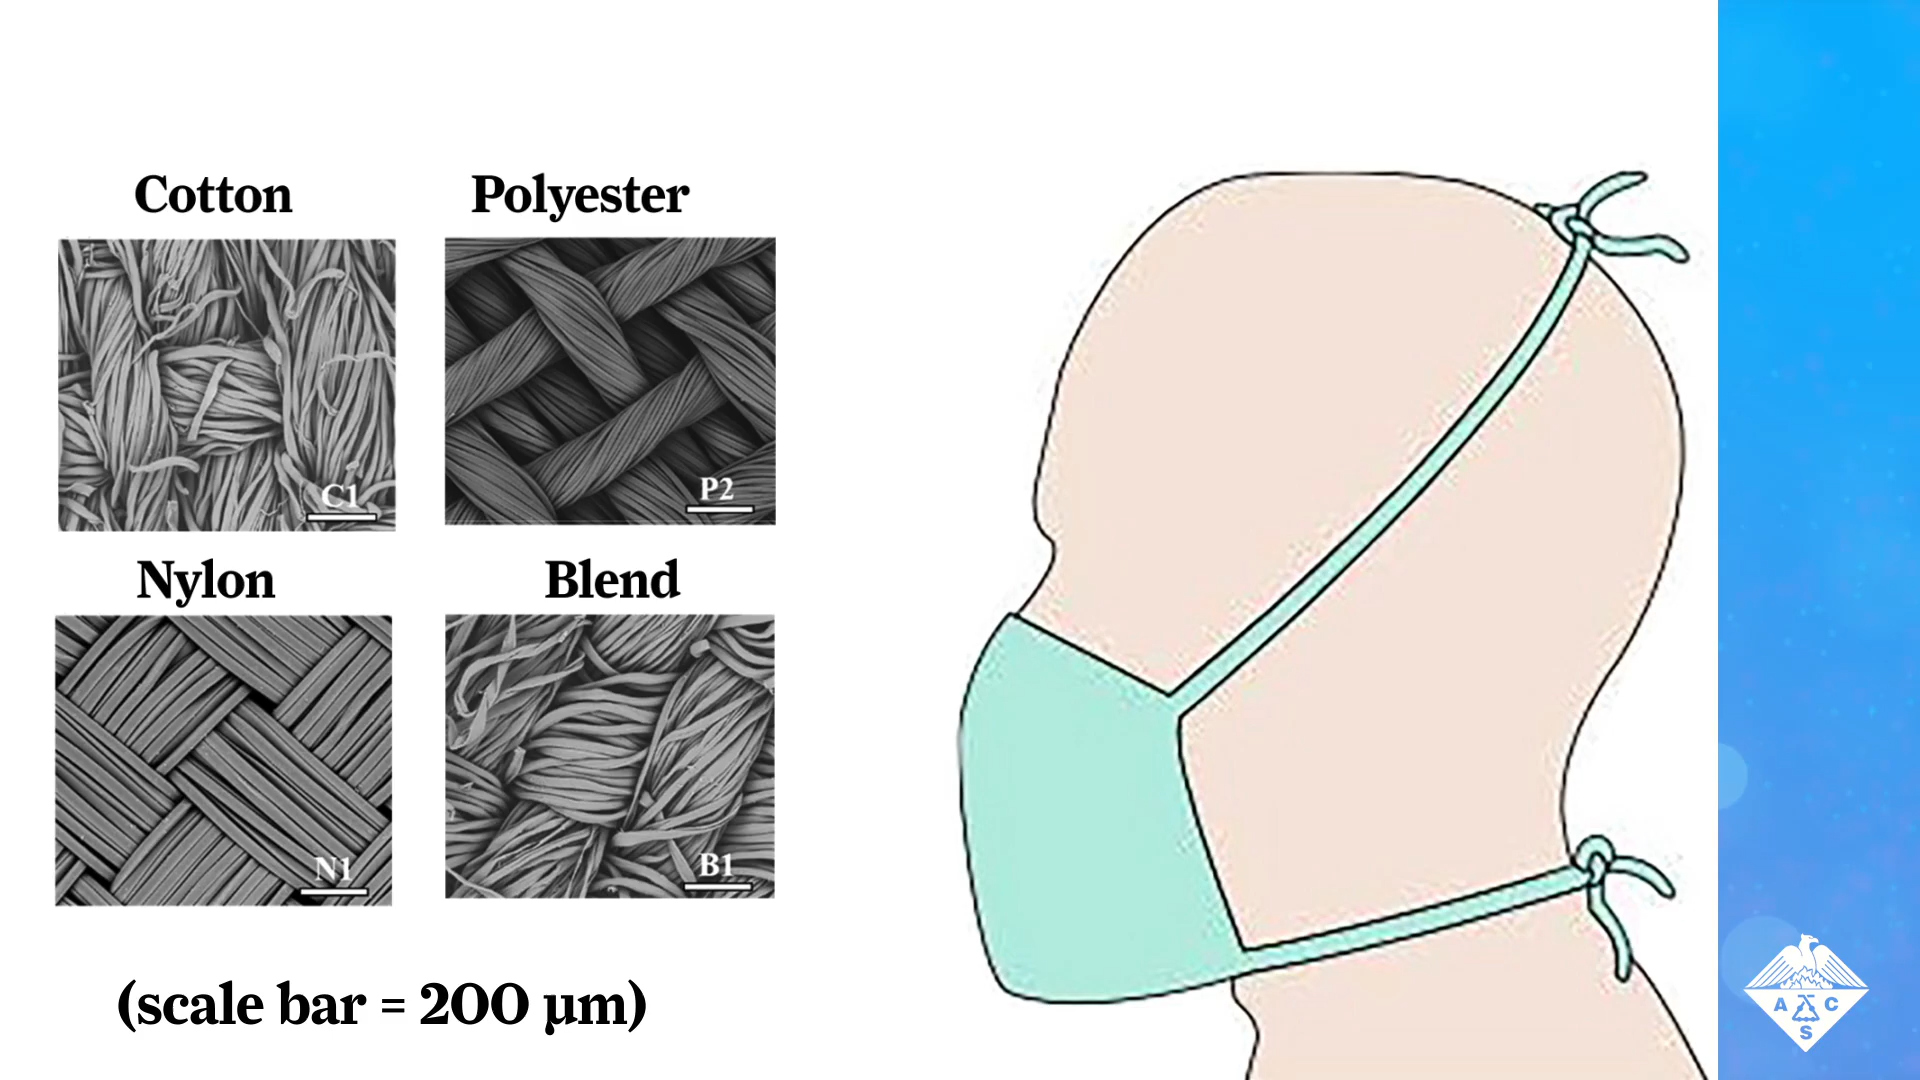 Cotton
Polyester
C1
P2
Nylon
Blend
N1
B1
(scale bar = 200 µm)
A C
S